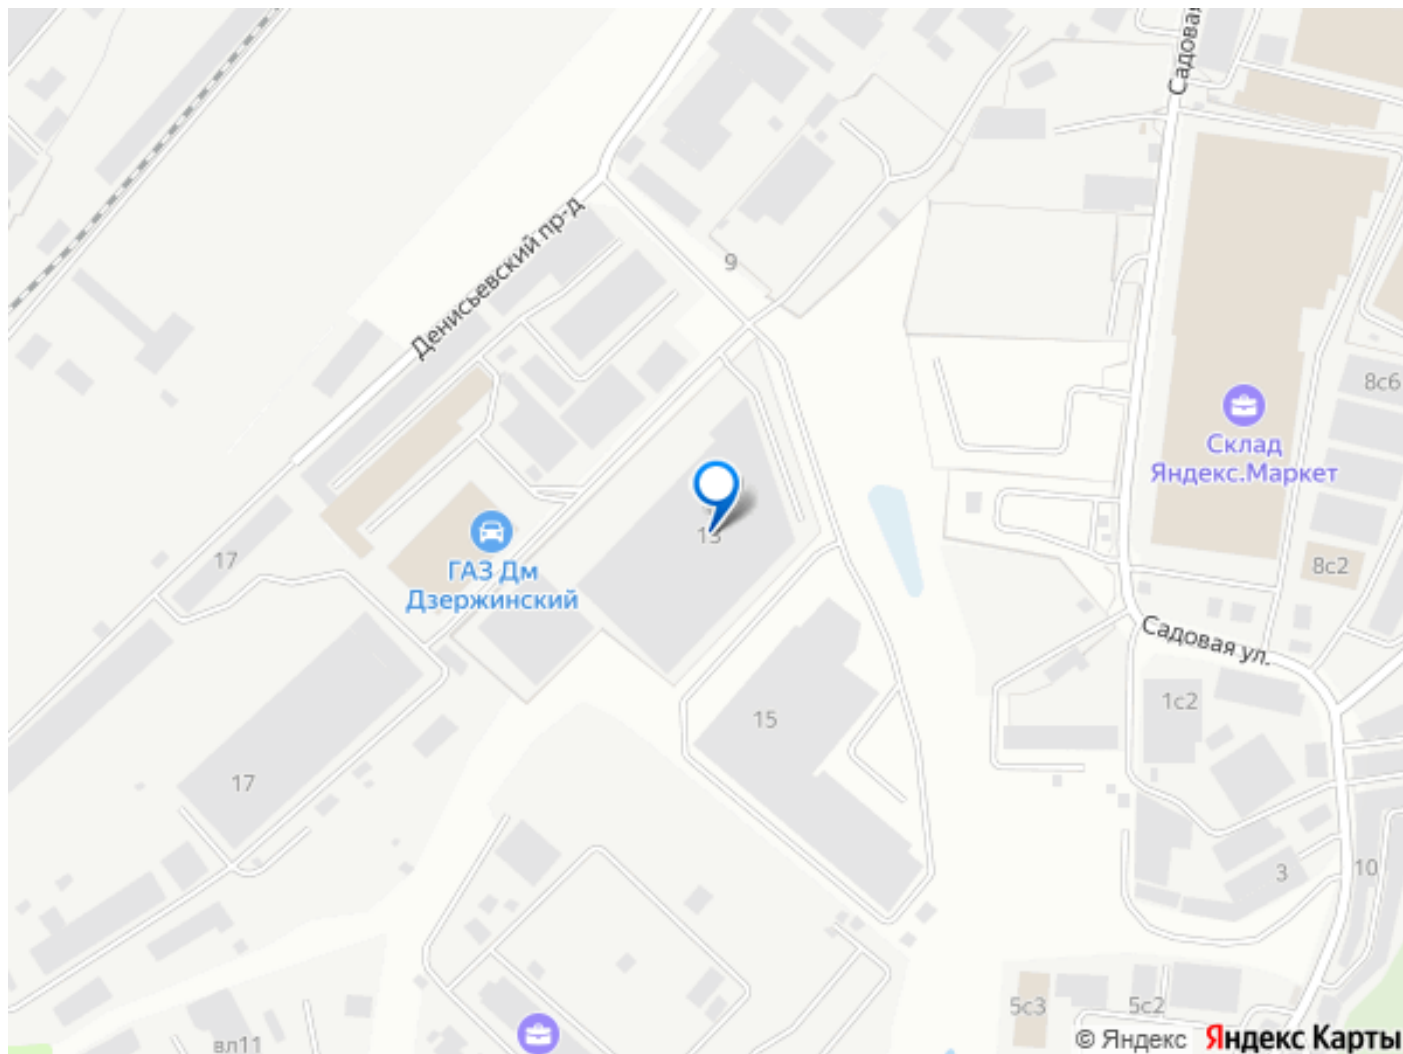 Садовая
Денисьевский пр-д
9
8с6
Склад
Яндекс.Маркет
13
17
ГАЗ Дм
Дзержинский
8с2
Садовая ул.
1с2
15
17
3
10
5с3
5с2
вл11
© Яндекс Яндекс Карты